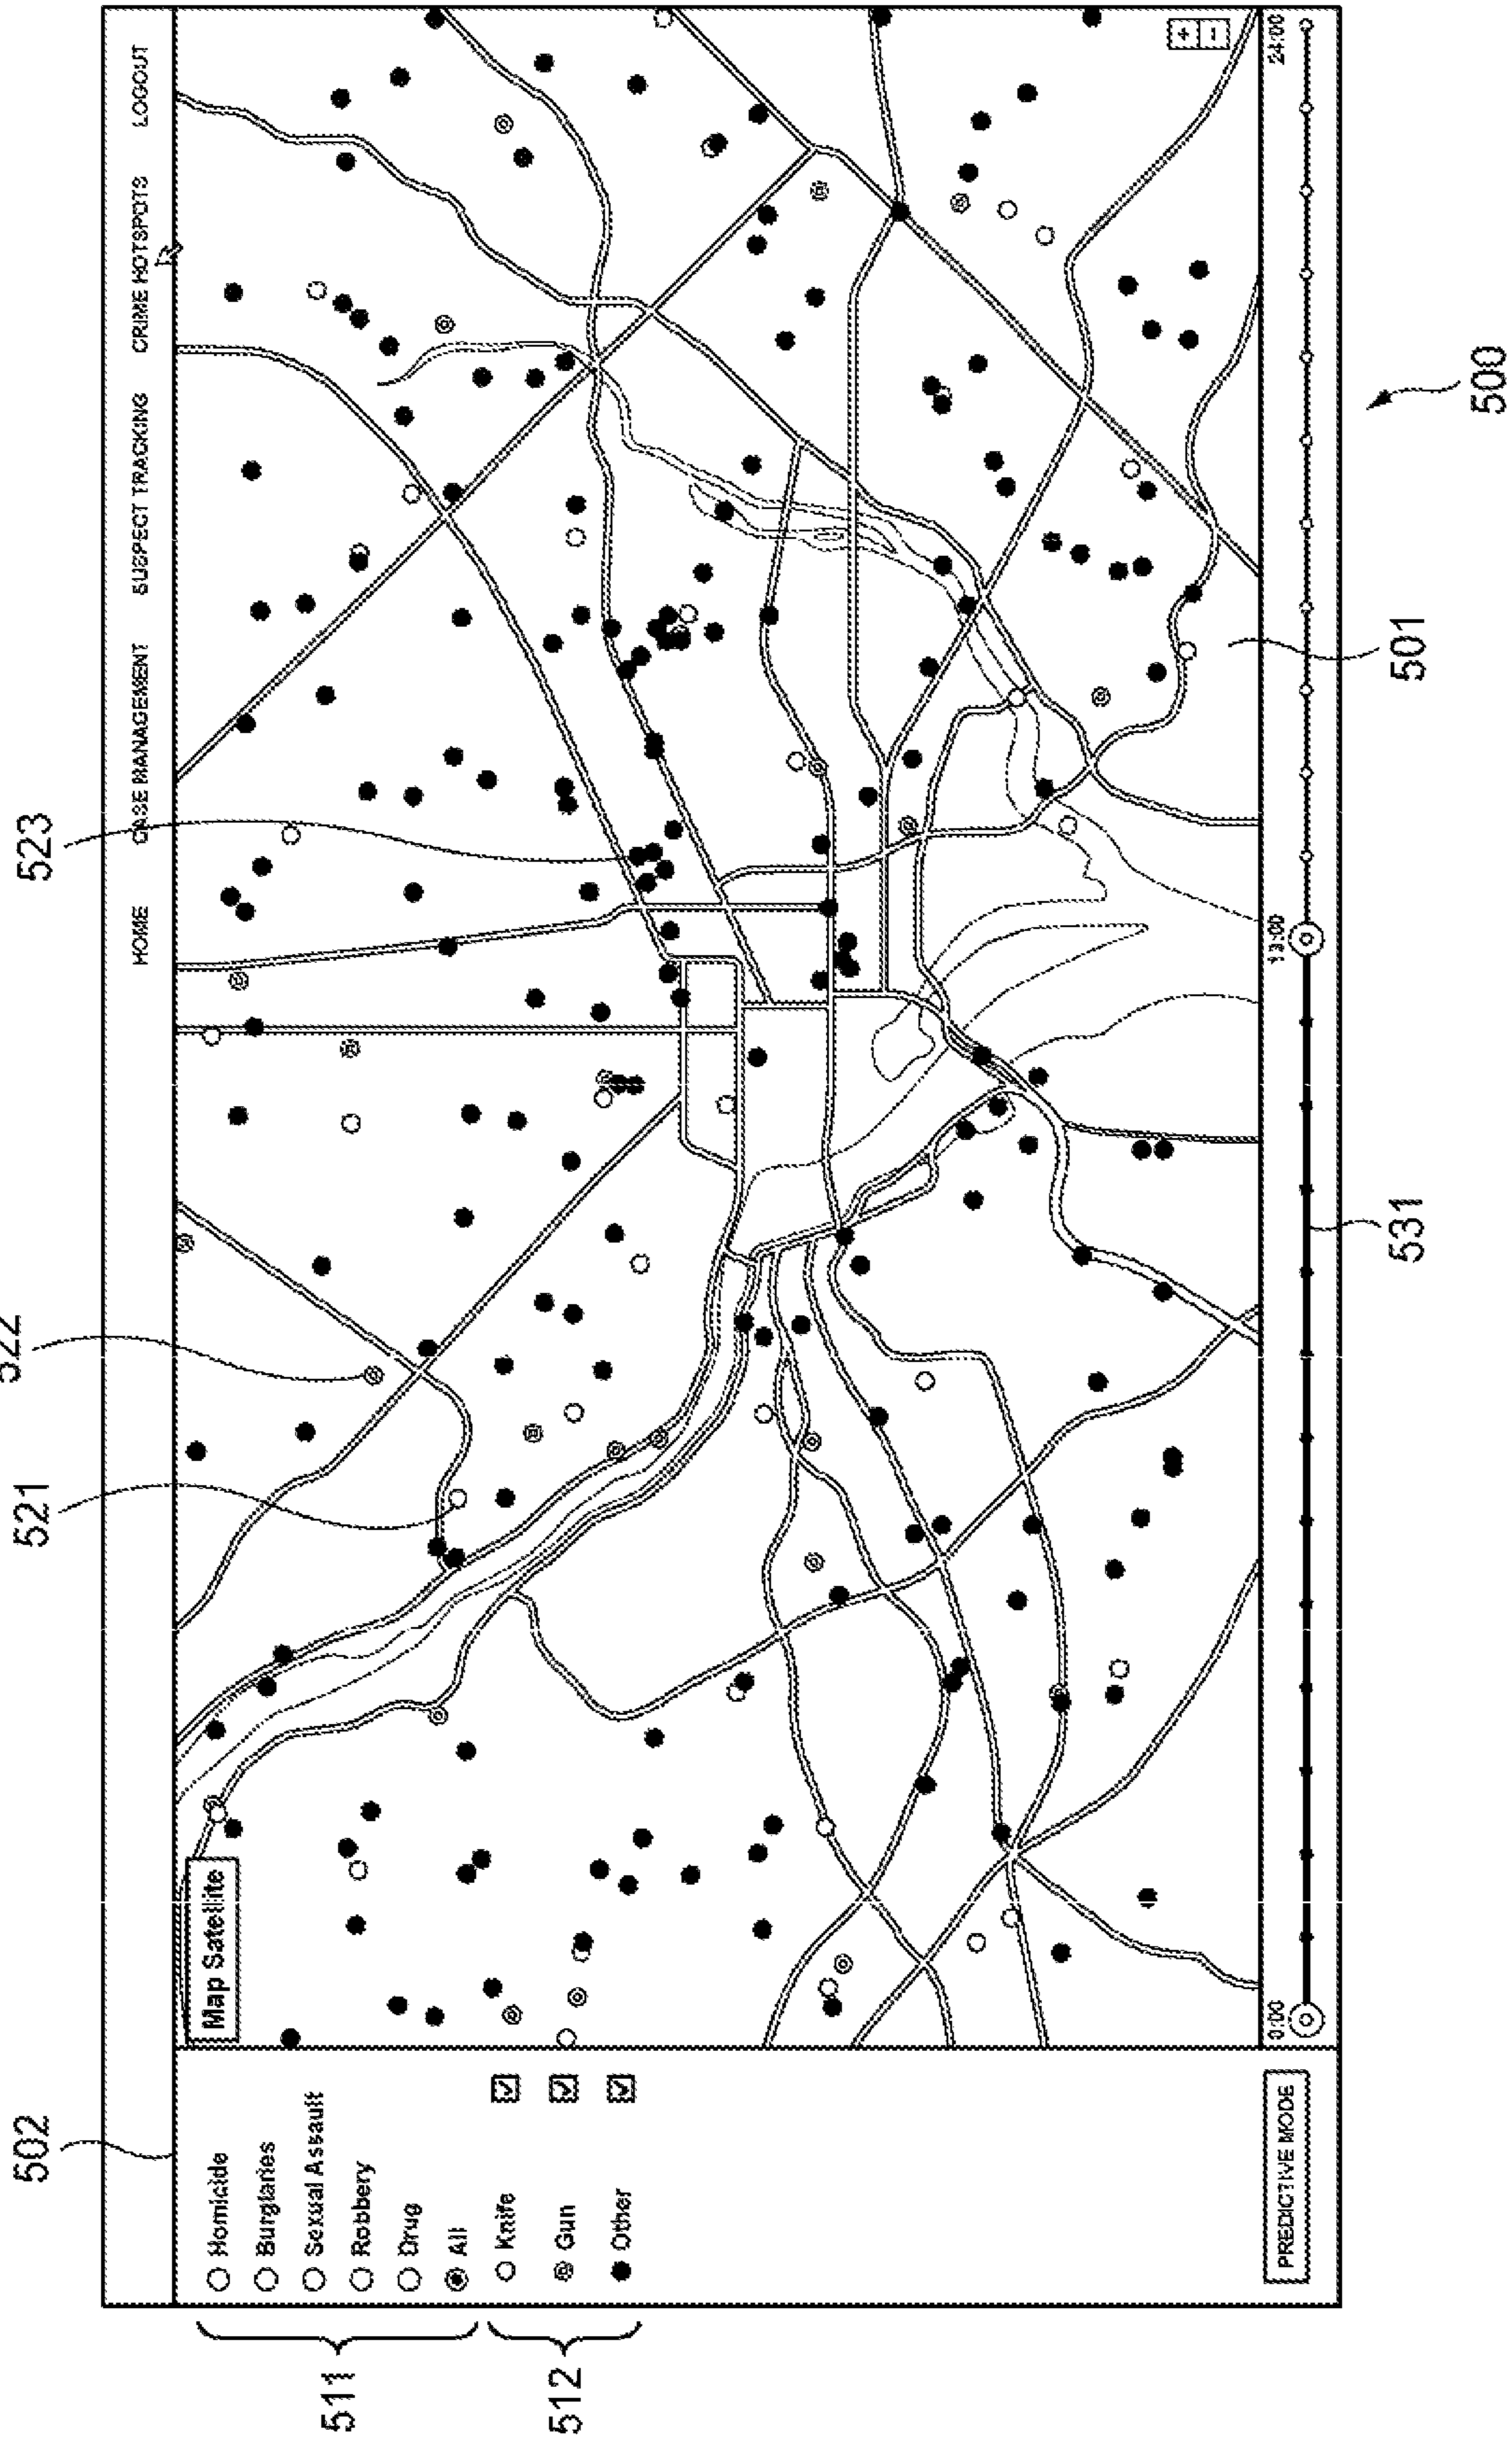 HOME CASE MANAGEMENT SUSPECT TRACKING CRIME HOTSPOTS LOGOUT
502
521
522
523
Map Satellite
511
Homicide
Burglaries
Sexual Assault
Robbery
Drug
All
512
Knife
Gun
Other
+
-
PREDICTIVE MODE
0:00
13:00
24:00
531
501
500